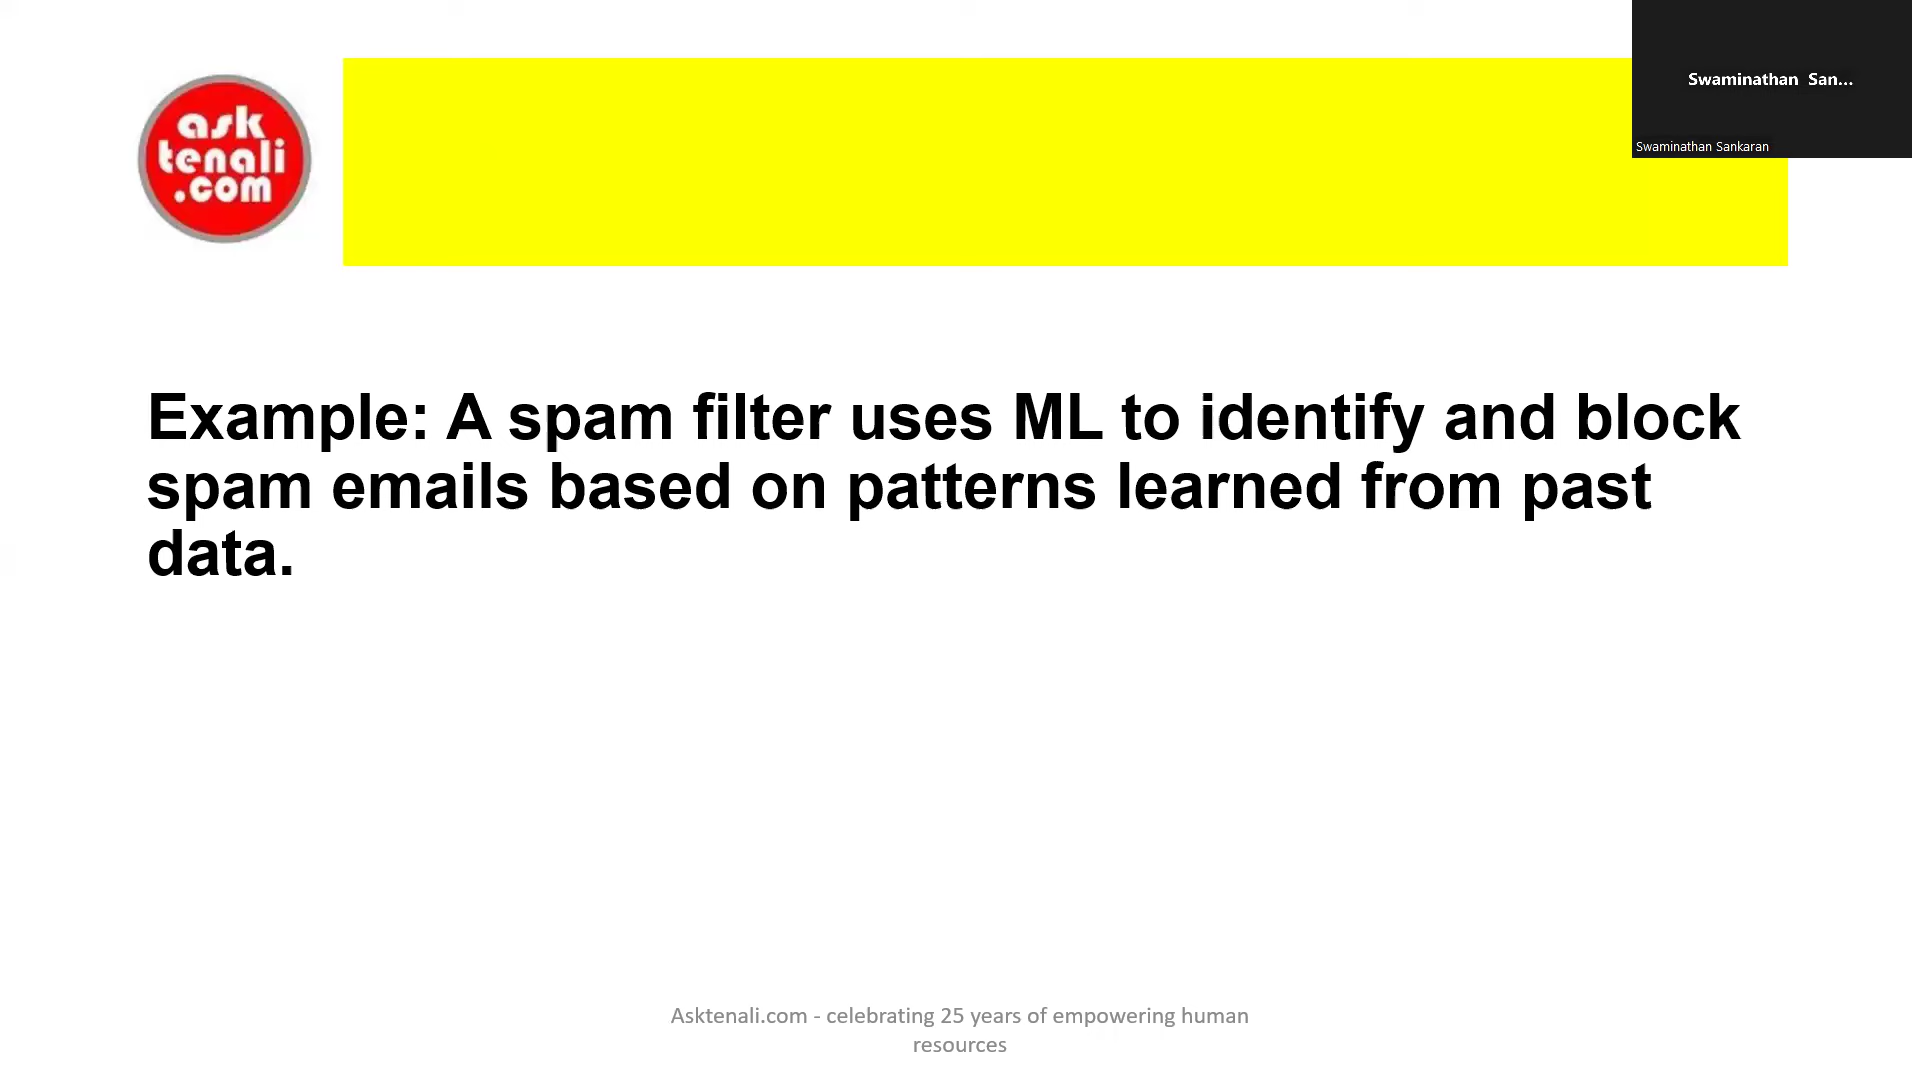 ask
tenali
.com
Swaminathan San...
Swaminathan Sankaran
Example: A spam filter uses ML to identify and block
spam emails based on patterns learned from past
data.
Asktenali.com - celebrating 25 years of empowering human
resources